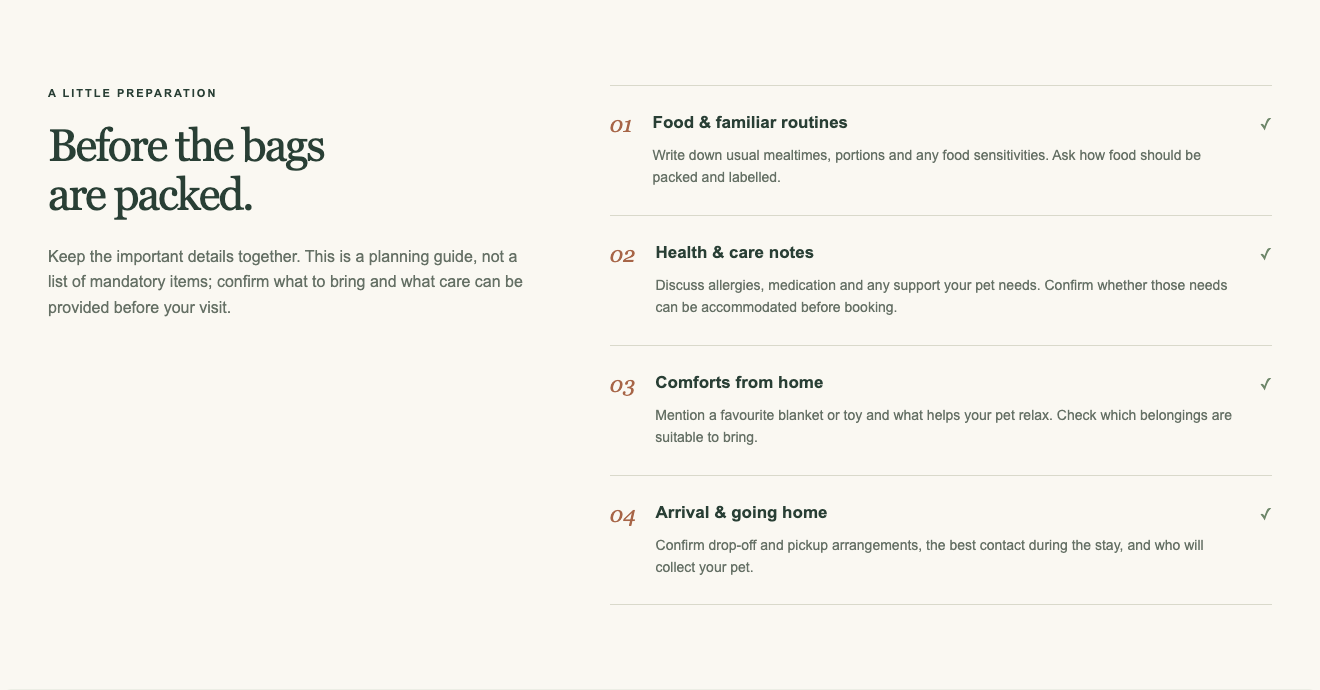 A LITTLE PREPARATION
Before the bags
are packed.
Keep the important details together. This is a planning guide, not a
list of mandatory items; confirm what to bring and what care can be
provided before your visit.
01 Food & familiar routines ✓
Write down usual mealtimes, portions and any food sensitivities. Ask how food should be
packed and labelled.
02 Health & care notes ✓
Discuss allergies, medication and any support your pet needs. Confirm whether those needs
can be accommodated before booking.
03 Comforts from home ✓
Mention a favourite blanket or toy and what helps your pet relax. Check which belongings are
suitable to bring.
04 Arrival & going home ✓
Confirm drop-off and pickup arrangements, the best contact during the stay, and who will
collect your pet.